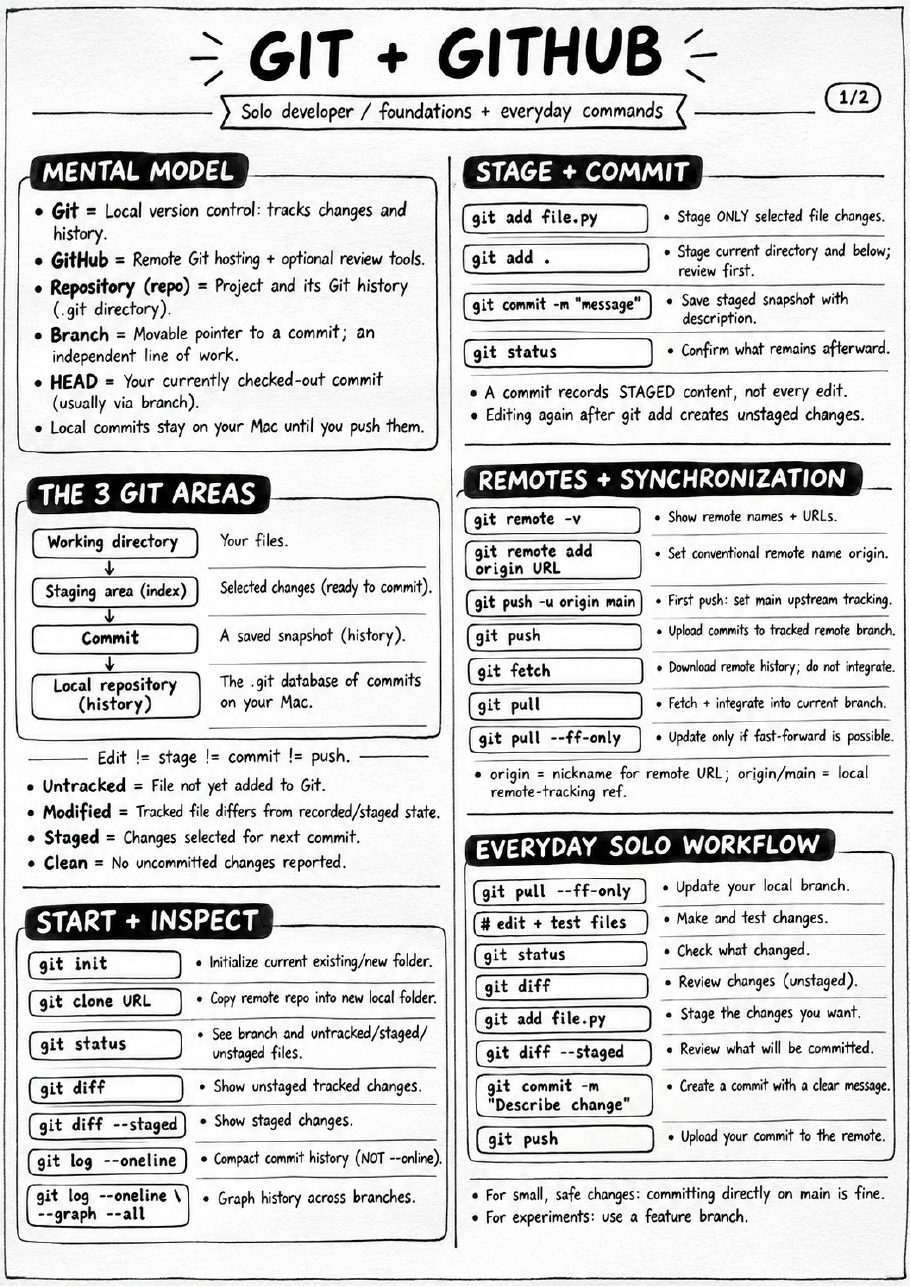 GIT + GITHUB
Solo developer / foundations + everyday commands
1/2
MENTAL MODEL
• Git = Local version control: tracks changes and
history.
• GitHub = Remote Git hosting + optional review tools.
• Repository (repo) = Project and its Git history
(.git directory).
• Branch = Movable pointer to a commit; an
independent line of work.
• HEAD = Your currently checked-out commit
(usually via branch).
• Local commits stay on your Mac until you push them.
THE 3 GIT AREAS
Working directory
Your files.
↓
Staging area (index)
Selected changes (ready to commit).
↓
Commit
A saved snapshot (history).
↓
Local repository
(history)
The .git database of commits
on your Mac.
Edit != stage != commit != push.
• Untracked = File not yet added to Git.
• Modified = Tracked file differs from recorded/staged state.
• Staged = Changes selected for next commit.
• Clean = No uncommitted changes reported.
START + INSPECT
git init
• Initialize current existing/new folder.
git clone URL
• Copy remote repo into new local folder.
git status
• See branch and untracked/staged/
unstaged files.
git diff
• Show unstaged tracked changes.
git diff --staged
• Show staged changes.
git log --oneline
• Compact commit history (NOT --online).
git log --oneline \
--graph --all
• Graph history across branches.
STAGE + COMMIT
git add file.py
• Stage ONLY selected file changes.
git add .
• Stage current directory and below;
review first.
git commit -m "message"
• Save staged snapshot with
description.
git status
• Confirm what remains afterward.
• A commit records STAGED content, not every edit.
• Editing again after git add creates unstaged changes.
REMOTES + SYNCHRONIZATION
git remote -v
• Show remote names + URLs.
git remote add
origin URL
• Set conventional remote name origin.
git push -u origin main
• First push: set main upstream tracking.
git push
• Upload commits to tracked remote branch.
git fetch
• Download remote history; do not integrate.
git pull
• Fetch + integrate into current branch.
git pull --ff-only
• Update only if fast-forward is possible.
• origin = nickname for remote URL; origin/main = local
remote-tracking ref.
EVERYDAY SOLO WORKFLOW
git pull --ff-only
• Update your local branch.
# edit + test files
• Make and test changes.
git status
• Check what changed.
git diff
• Review changes (unstaged).
git add file.py
• Stage the changes you want.
git diff --staged
• Review what will be committed.
git commit -m
"Describe change"
• Create a commit with a clear message.
git push
• Upload your commit to the remote.
• For small, safe changes: committing directly on main is fine.
• For experiments: use a feature branch.